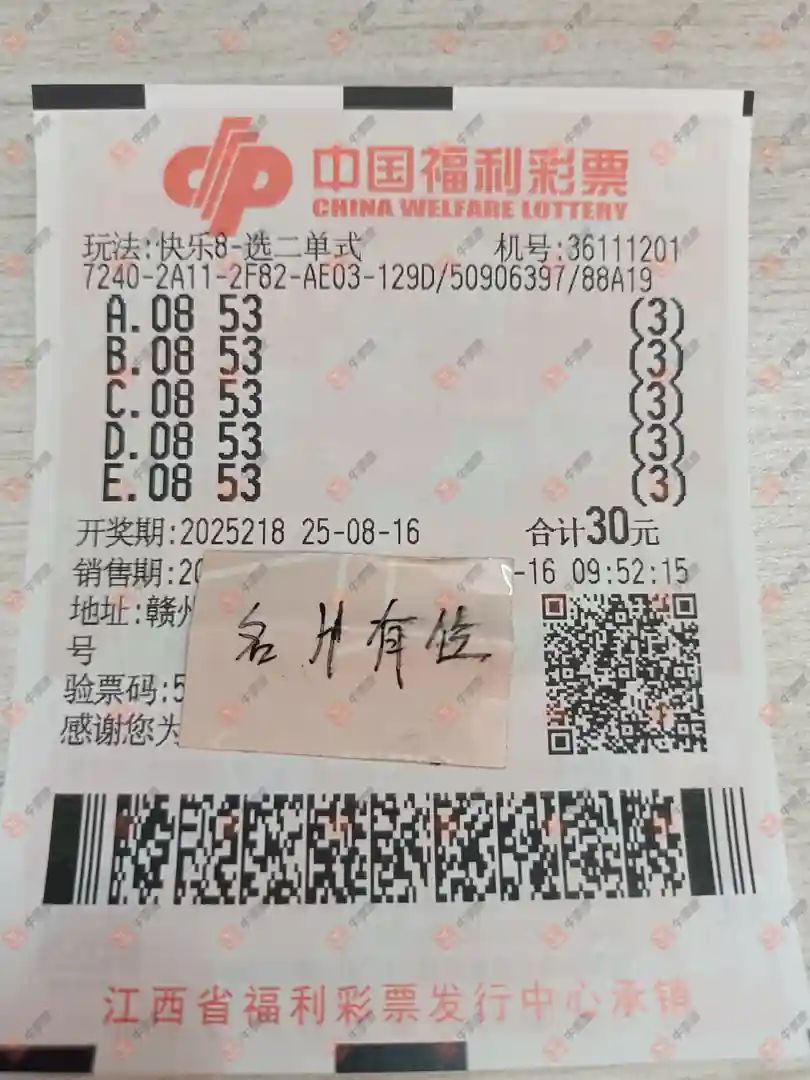 中国福利彩票
CHINA WELFARE LOTTERY
玩法:快乐8-选二单式 机号:36111201
7240-2A11-2F82-AE03-129D/50906397/88A19
A.08 53 (3)
B.08 53 (3)
C.08 53 (3)
D.08 53 (3)
E.08 53 (3)
开奖期:2025218 25-08-16 合计30元
销售期:20 -16 09:52:15
地址:赣州
号
名片有位
验票码:5
感谢您为
江西省福利彩票发行中心承销